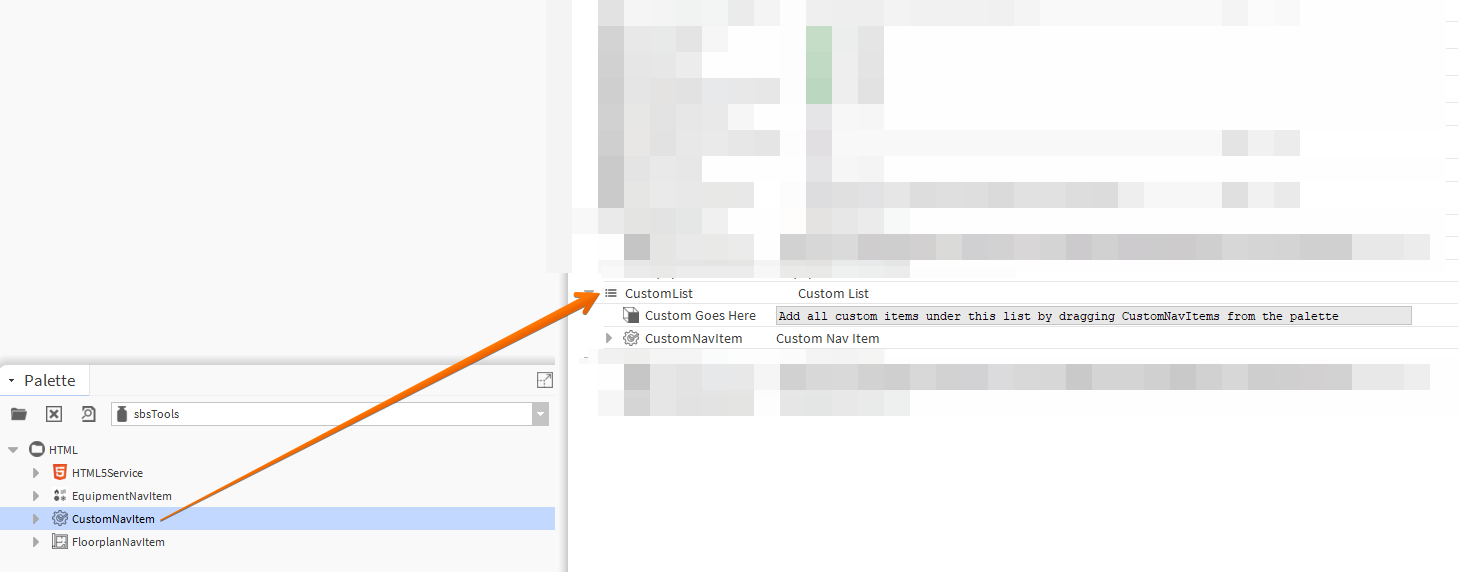 CustomList Custom List
Custom Goes Here Add all custom items under this list by dragging CustomNavItems from the palette
CustomNavItem Custom Nav Item
Palette
sbsTools
HTML
HTML5Service
EquipmentNavItem
CustomNavItem
FloorplanNavItem